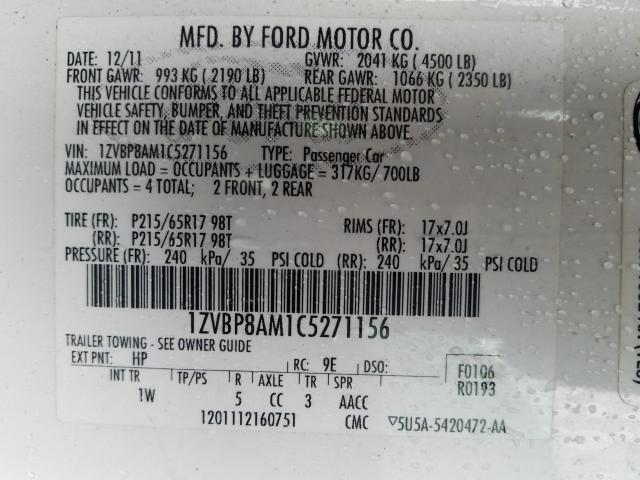 MFD. BY FORD MOTOR CO.
DATE: 12/11 GVWR: 2041 KG ( 4500 LB)
FRONT GAWR: 993 KG ( 2190 LB) REAR GAWR: 1066 KG ( 2350 LB)
THIS VEHICLE CONFORMS TO ALL APPLICABLE FEDERAL MOTOR
VEHICLE SAFETY, BUMPER, AND THEFT PREVENTION STANDARDS
IN EFFECT ON THE DATE OF MANUFACTURE SHOWN ABOVE.
VIN: 1ZVBP8AM1C5271156 TYPE: Passenger Car
MAXIMUM LOAD = OCCUPANTS + LUGGAGE = 317KG/ 700LB
OCCUPANTS = 4 TOTAL; 2 FRONT, 2 REAR
TIRE (FR): P215/65R17 98T RIMS (FR): 17x7.0J
(RR): P215/65R17 98T (RR): 17x7.0J
PRESSURE (FR): 240 kPa/ 35 PSI COLD (RR): 240 kPa/ 35 PSI COLD
1ZVBP8AM1C5271156
TRAILER TOWING - SEE OWNER GUIDE
EXT PNT: HP RC: 9E DSO: F0106
INT TR TP/PS R AXLE TR SPR R0193
1W 5 CC 3 AACC
1201112160751 CMC ▽5U5A-5420472-AA